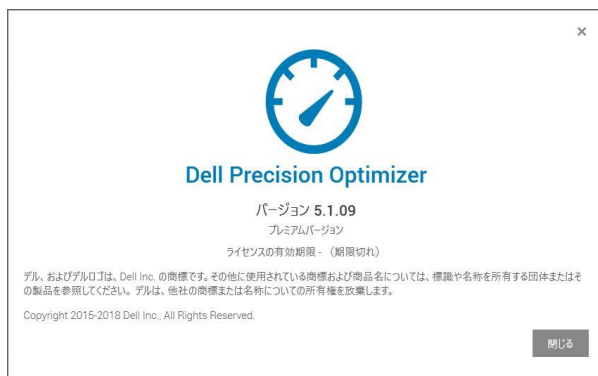 ×
Dell Precision Optimizer
バージョン 5.1.09
プレミアムバージョン
ライセンスの有効期限 - （期限切れ）
デル、およびデルロゴは、Dell Inc. の商標です。その他に使用されている商標および商品名については、標識や名称を所有する団体またはそ
の製品を参照してください。デルは、他社の商標または名称についての所有権を放棄します。
Copyright 2015-2018 Dell Inc., All Rights Reserved.
閉じる